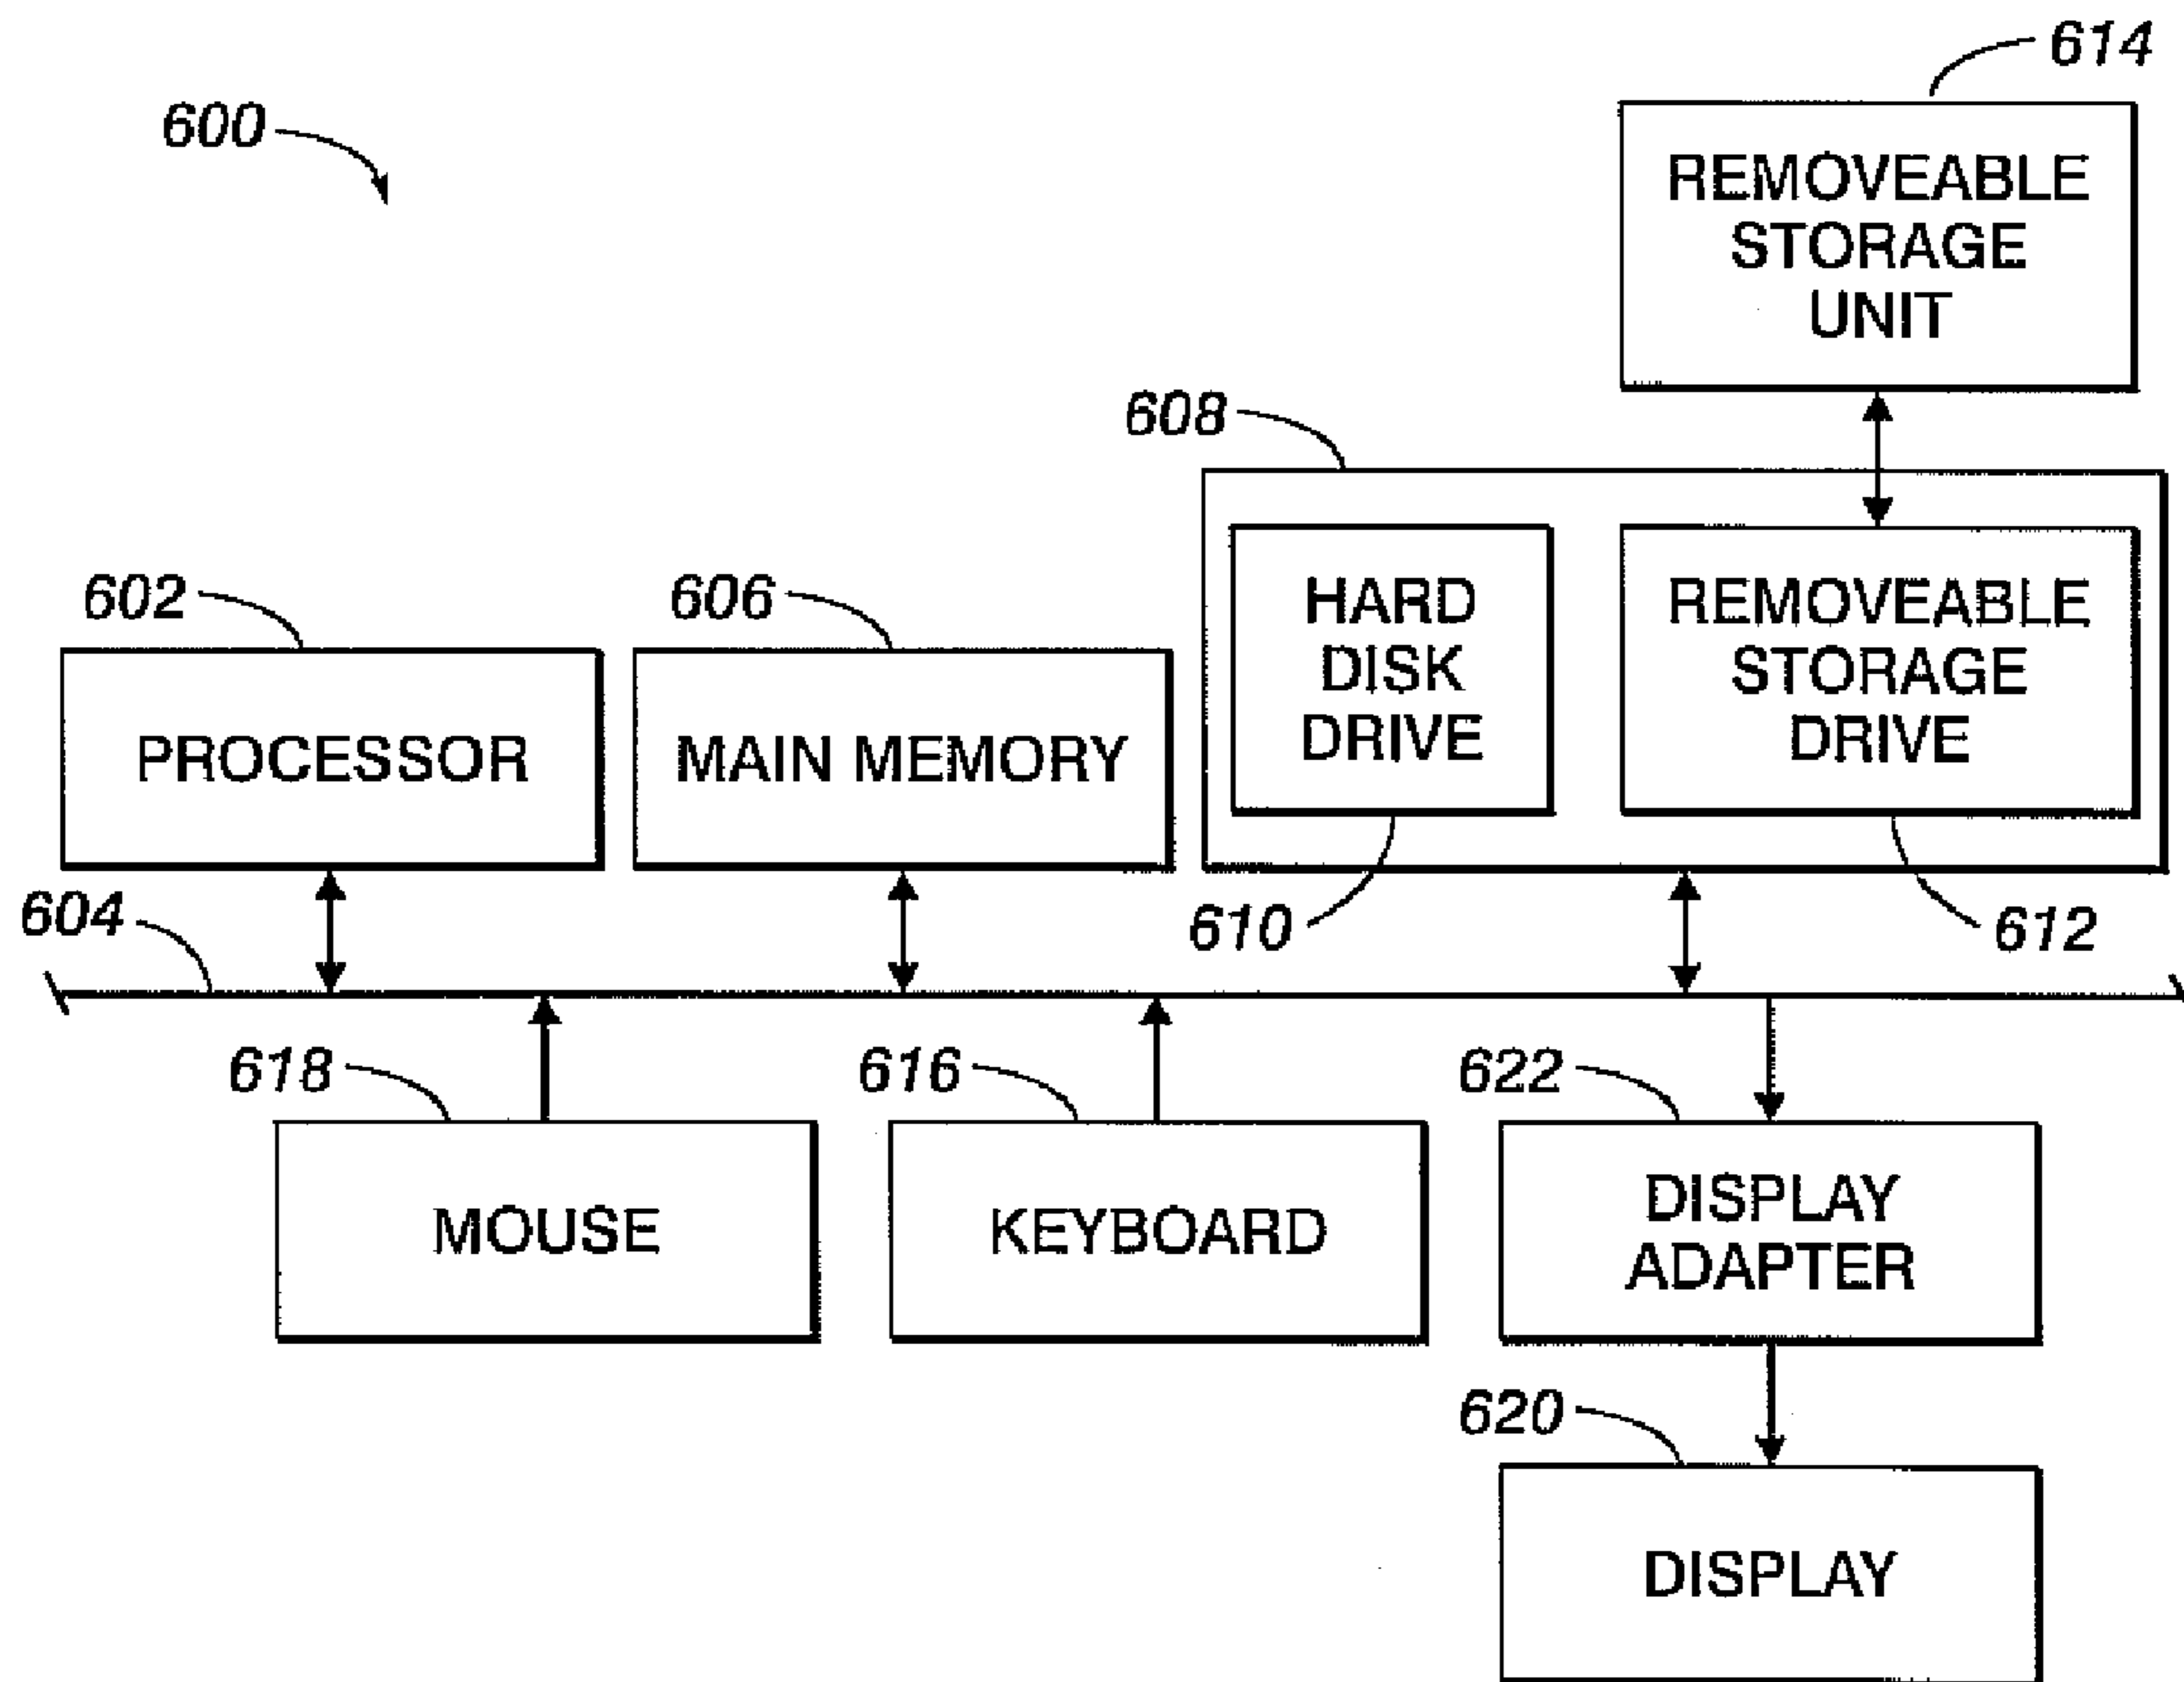 614
600
REMOVEABLE
STORAGE
UNIT
608
602
606
HARD
DISK
DRIVE
REMOVEABLE
STORAGE
DRIVE
PROCESSOR
MAIN MEMORY
604
610
612
618
616
622
MOUSE
KEYBOARD
DISPLAY
ADAPTER
620
DISPLAY